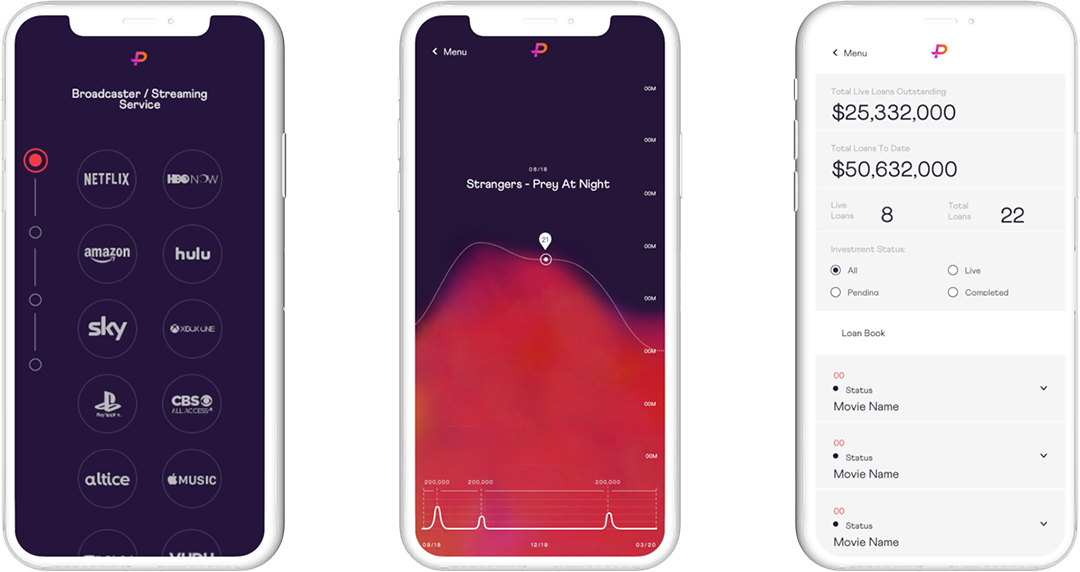 Broadcaster / Streaming
Service
NETFLIX
HBO NOW
amazon
hulu
sky
XBOX ONE
CBS
ALL ACCESS
altice
MUSIC
VUDU
Menu
00M
00M
00M
00M
00M
00M
00M
00M
08/18
Strangers - Prey At Night
21
200,000
200,000
200,000
09/18
12/19
03/20
Menu
Total Live Loans Outstanding
$25,332,000
Total Loans To Date
$50,632,000
Live
Loans
8
Total
Loans
22
Investment Status:
All
Live
Pending
Completed
Loan Book
00
Status
Movie Name
00
Status
Movie Name
00
Status
Movie Name